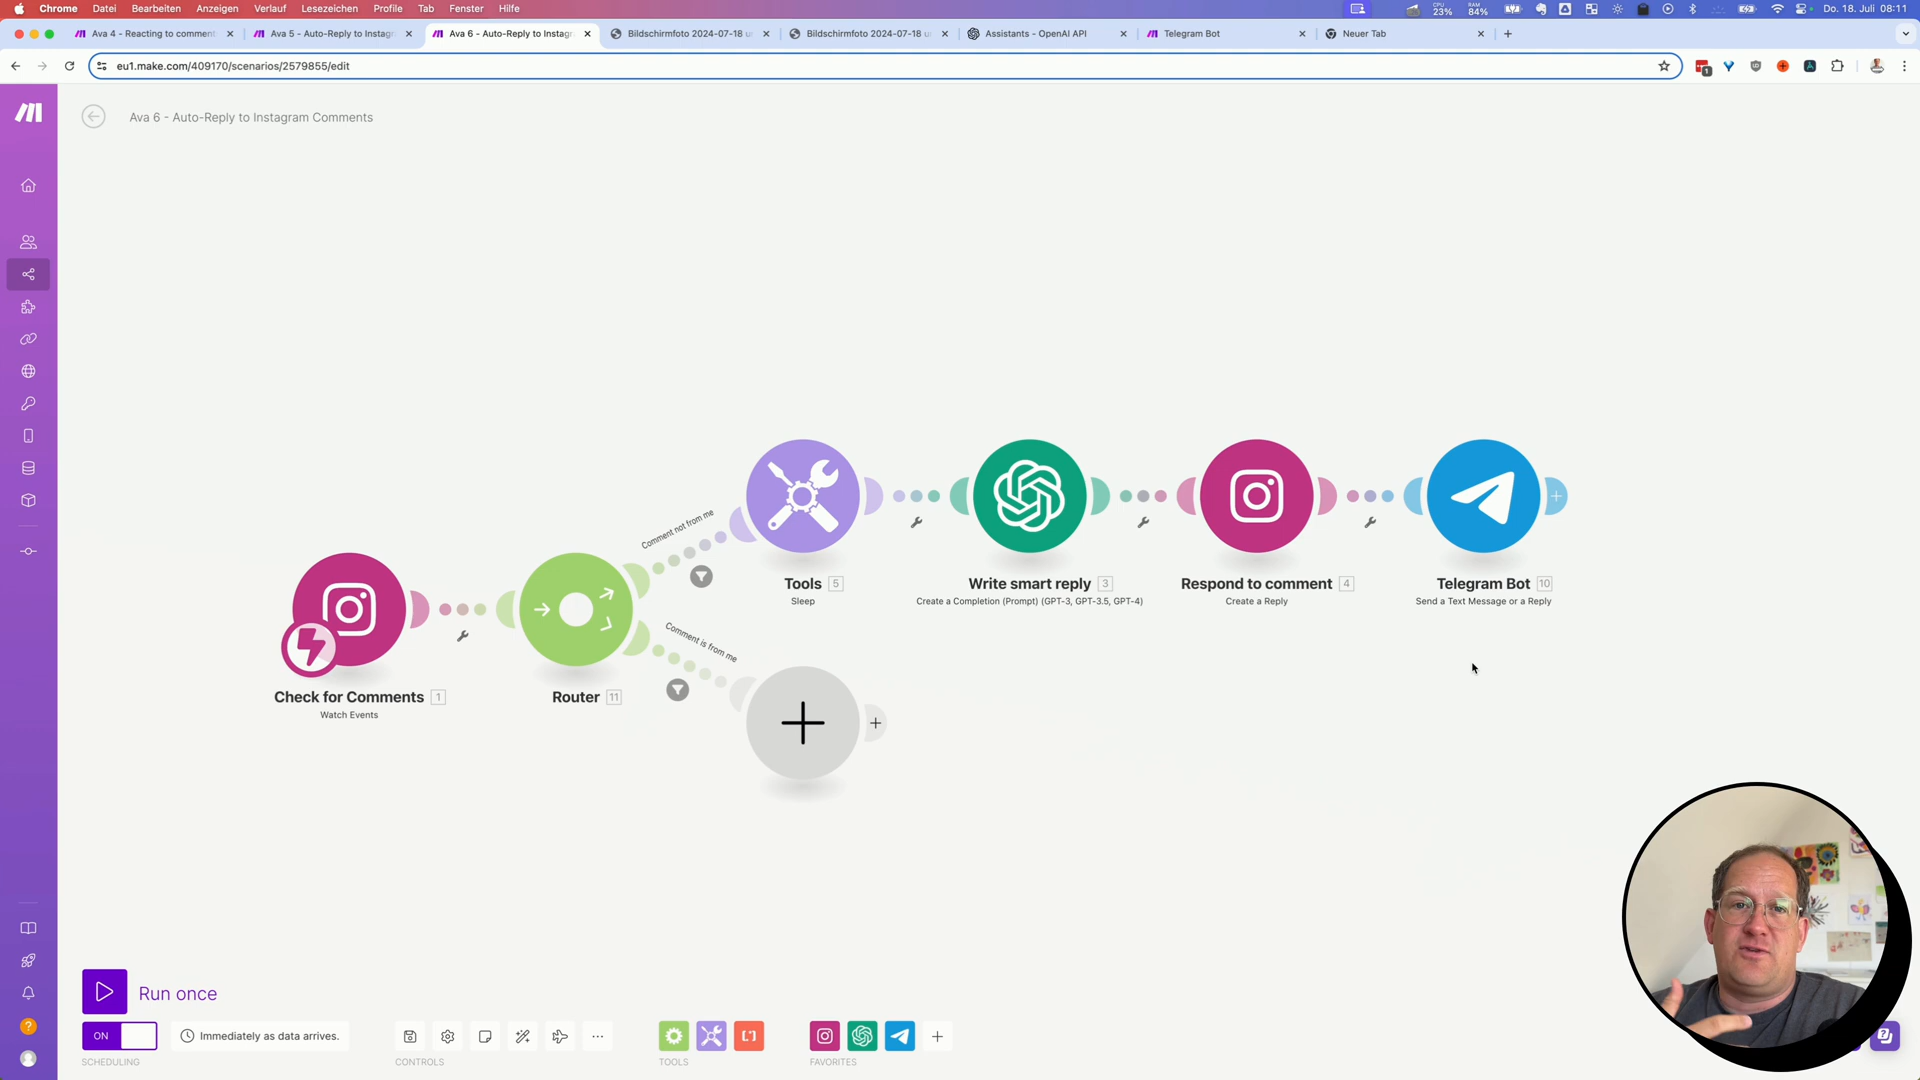 Chrome Datei Bearbeiten Anzeigen Verlauf Lesezeichen Profile Tab Fenster Hilfe
CPU 23% RAM 84% Do. 18. Juli 08:11
Ava 4 - Reacting to comment
Ava 5 - Auto-Reply to Instag
Ava 6 - Auto-Reply to Instag
Bildschirmfoto 2024-07-18 u
Bildschirmfoto 2024-07-18 u
Assistants - OpenAI API
Telegram Bot
Neuer Tab
eu1.make.com/409170/scenarios/2579855/edit
1
Ava 6 - Auto-Reply to Instagram Comments
Comment not from me
Tools 5
Sleep
Write smart reply 3
Create a Completion (Prompt) (GPT-3, GPT-3.5, GPT-4)
Respond to comment 4
Create a Reply
Telegram Bot 10
Send a Text Message or a Reply
Comment is from me
Check for Comments 1
Watch Events
Router 11
Run once
ON
Immediately as data arrives.
SCHEDULING
CONTROLS
TOOLS
FAVORITES